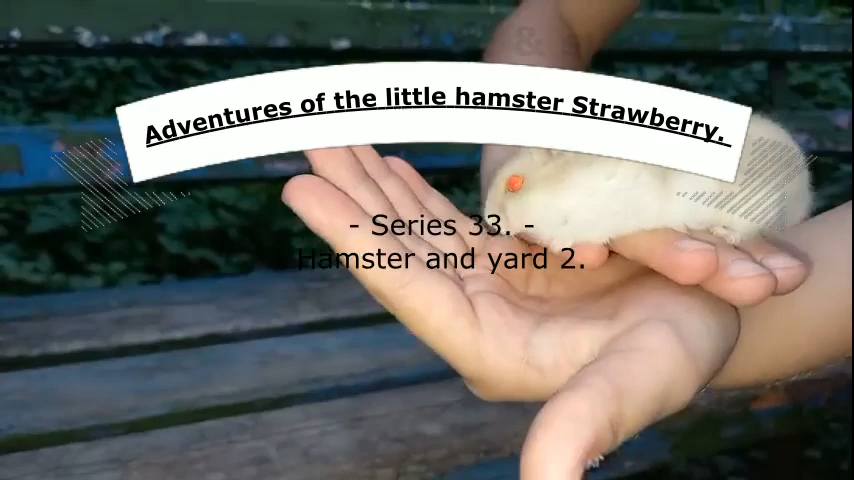 &
Adventures of the little hamster Strawberry.
- Series 33. -
Hamster and yard 2.